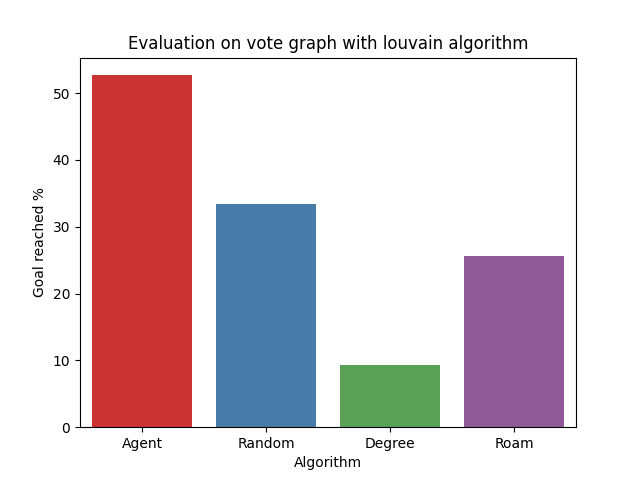 Evaluation on vote graph with louvain algorithm
Goal reached %
50
40
30
20
10
0
Agent Random Degree Roam
Algorithm